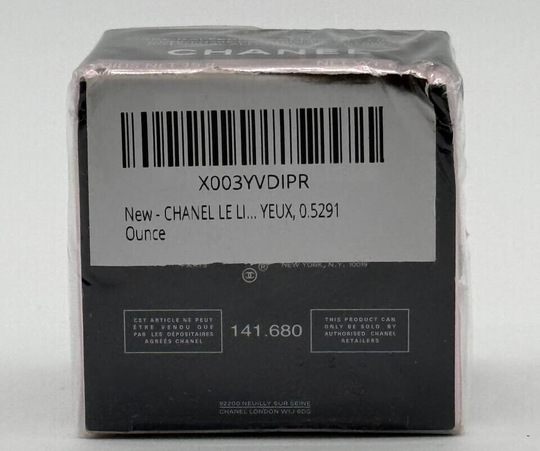 CHANEL
X003YVDIPR
New - CHANEL LE LI... YEUX, 0.5291
Ounce
PARIS ® NEW YORK, N.Y. 10019
CET ARTICLE NE PEUT
ÊTRE VENDU QUE
PAR LES DÉPOSITAIRES
AGRÉÉS CHANEL
141.680
THIS PRODUCT CAN
ONLY BE SOLD BY
AUTHORISED CHANEL
RETAILERS
92200 NEUILLY SUR SEINE
CHANEL LONDON W1J 6DG